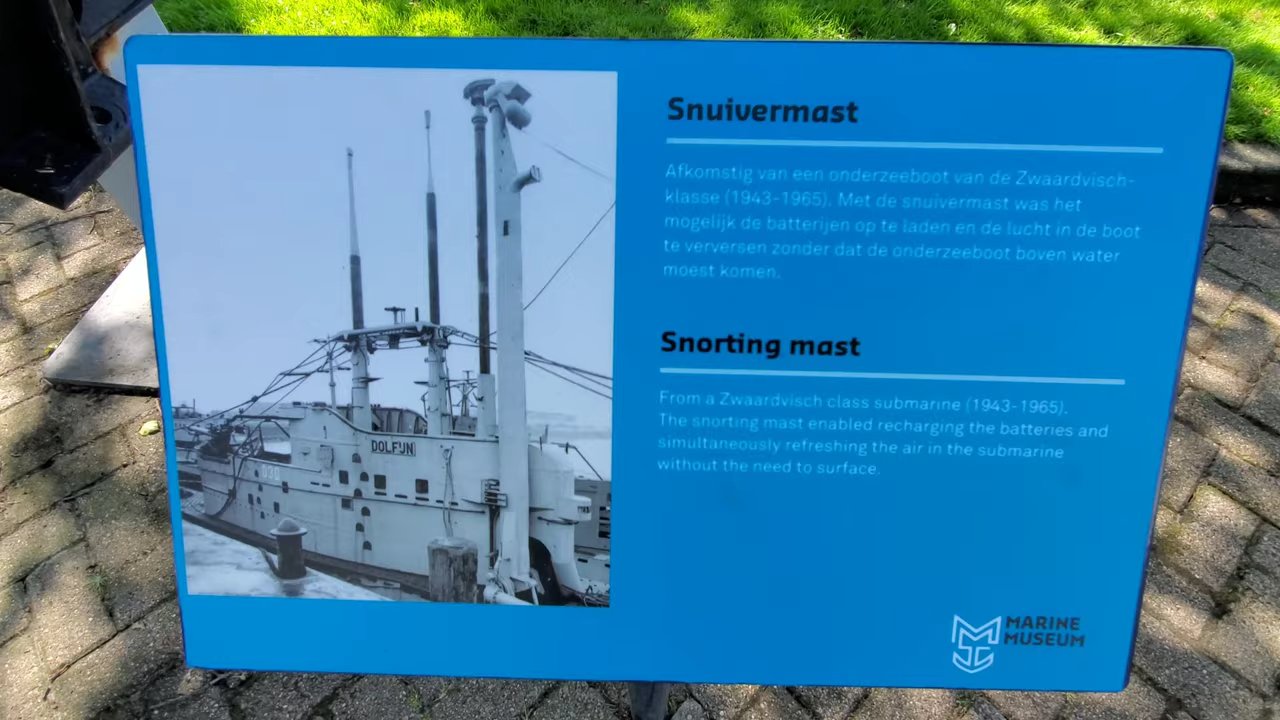 Snuivermast
Afkomstig van een onderzeeboot van de Zwaardvisch-
klasse (1943-1965). Met de snuivermast was het
mogelijk de batterijen op te laden en de lucht in de boot
te verversen zonder dat de onderzeeboot boven water
moest komen.
Snorting mast
From a Zwaardvisch class submarine (1943-1965).
The snorting mast enabled recharging the batteries and
simultaneously refreshing the air in the submarine
without the need to surface.
DOLFIJN
MARINE
MUSEUM